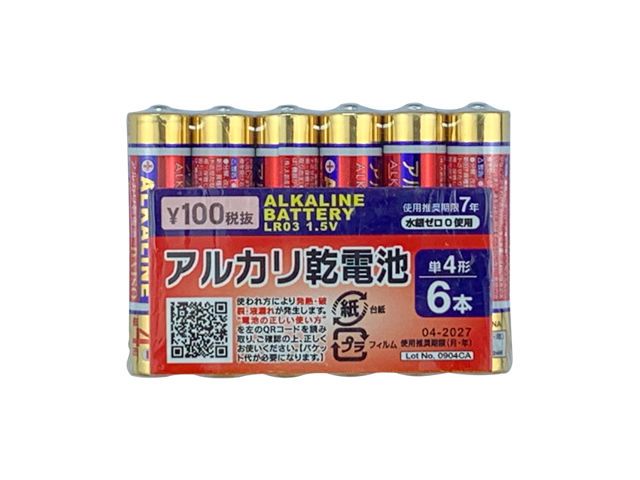 ¥100税抜
ALKALINE
BATTERY
LR03 1.5V
使用推奨期限7年
水銀ゼロ0使用
アルカリ乾電池
単4形
6本
使われ方により発熱・破
裂・液漏れが発生します。
"電池の正しい使い方"
を左のQRコードを読み
取り、ご確認の上、正しく
お使いください。【パケッ
ト代が必要になります。】
紙 台紙
プラ フィルム
04-2027
使用推奨期限(月・年)
Lot No. 0904CA
ALKALINE